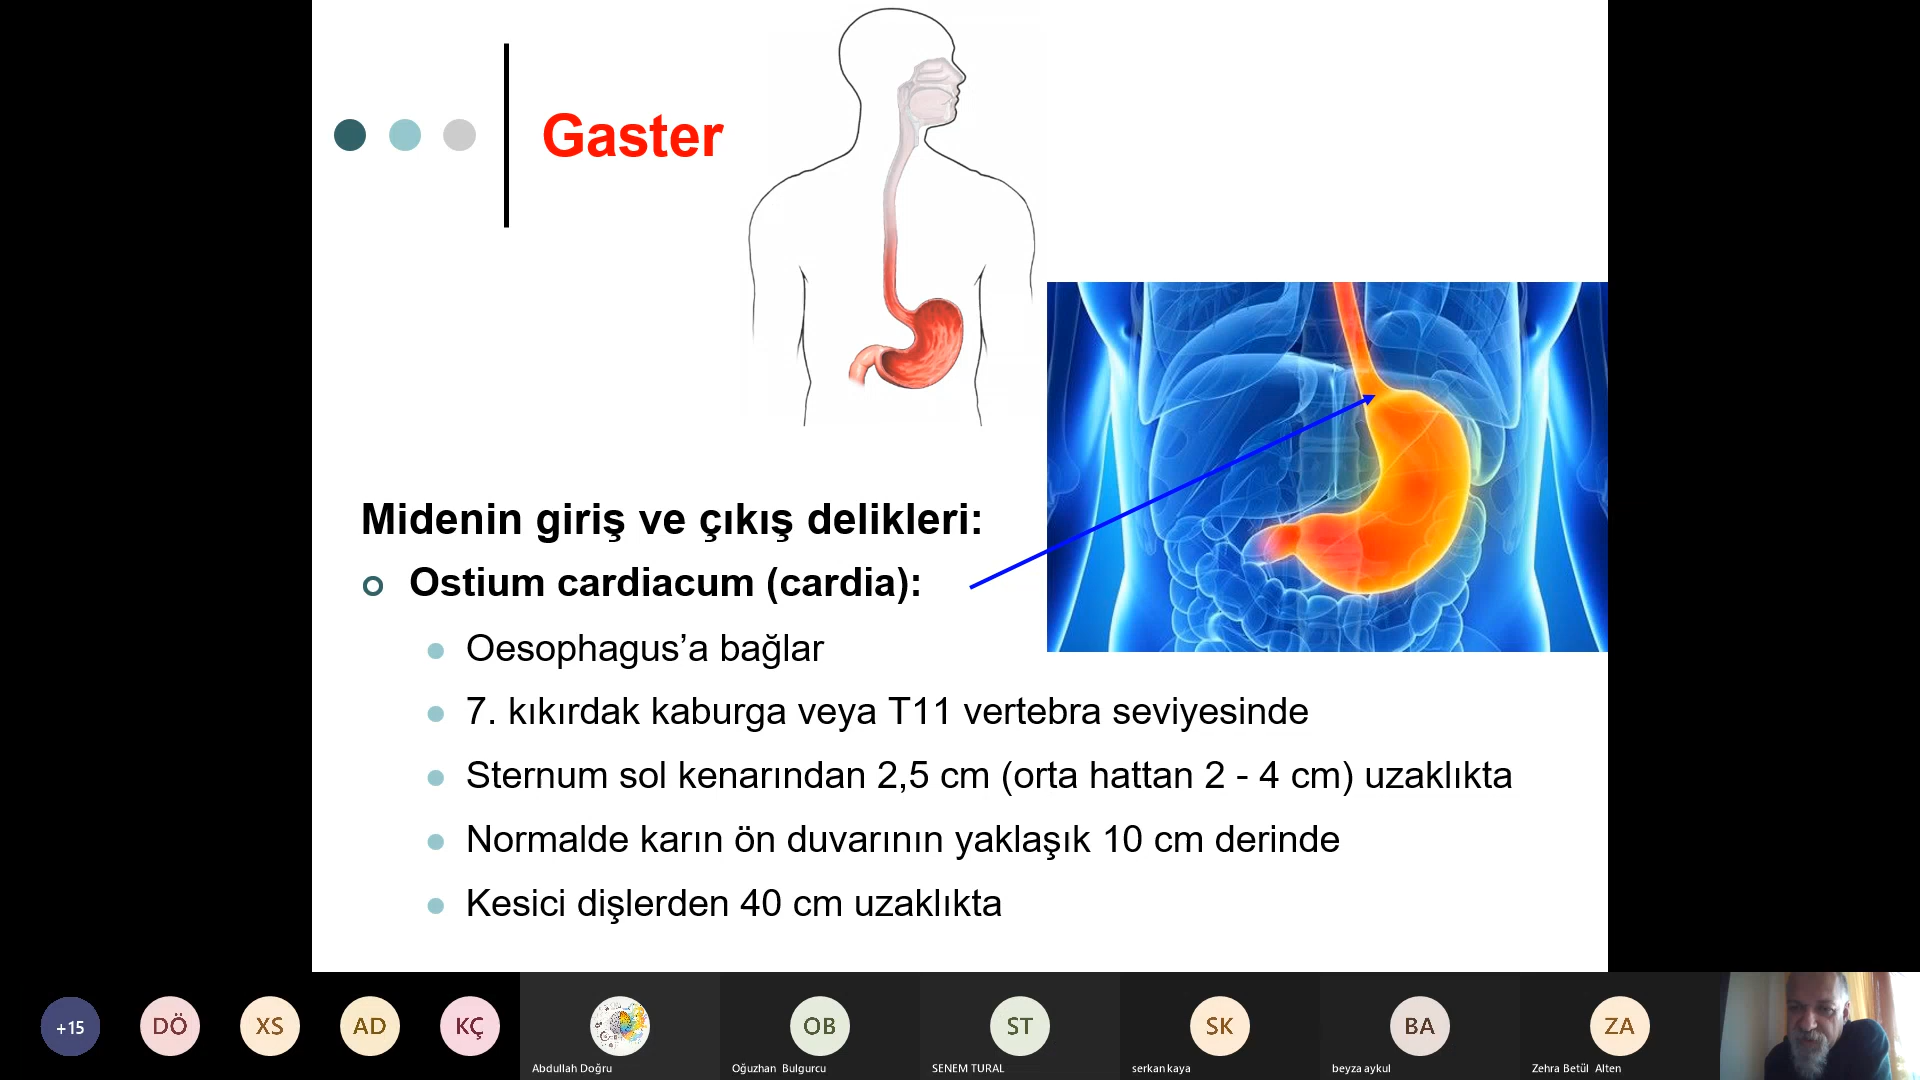 Gaster
Midenin giriş ve çıkış delikleri:
Ostium cardiacum (cardia):
Oesophagus’a bağlar
7. kıkırdak kaburga veya T11 vertebra seviyesinde
Sternum sol kenarından 2,5 cm (orta hattan 2 - 4 cm) uzaklıkta
Normalde karın ön duvarının yaklaşık 10 cm derinde
Kesici dişlerden 40 cm uzaklıkta
+15
DÖ
XS
AD
KÇ
Abdullah Doğru
OB
Oğuzhan Bulgurcu
ST
SENEM TURAL
SK
serkan kaya
BA
beyza aykul
ZA
Zehra Betül Alten